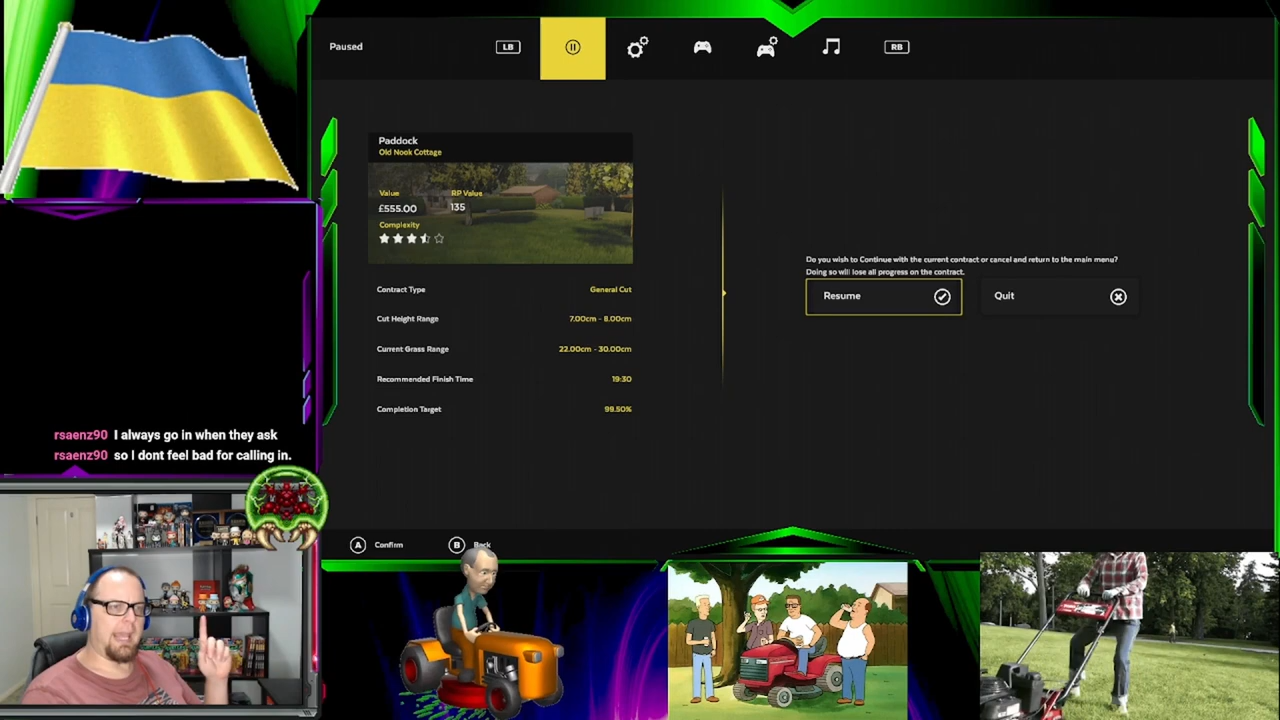 Paused
LB
RB
Paddock
Old Nook Cottage
Value
RP Value
£555.00
135
Complexity
Contract Type
General Cut
Cut Height Range
7.00cm - 8.00cm
Current Grass Range
22.00cm - 30.00cm
Recommended Finish Time
19:30
Completion Target
99.50%
Do you wish to Continue with the current contract or cancel and return to the main menu?
Doing so will lose all progress on the contract.
Resume
Quit
rsaenz90 I always go in when they ask
rsaenz90 so I dont feel bad for calling in.
A Confirm
B Back